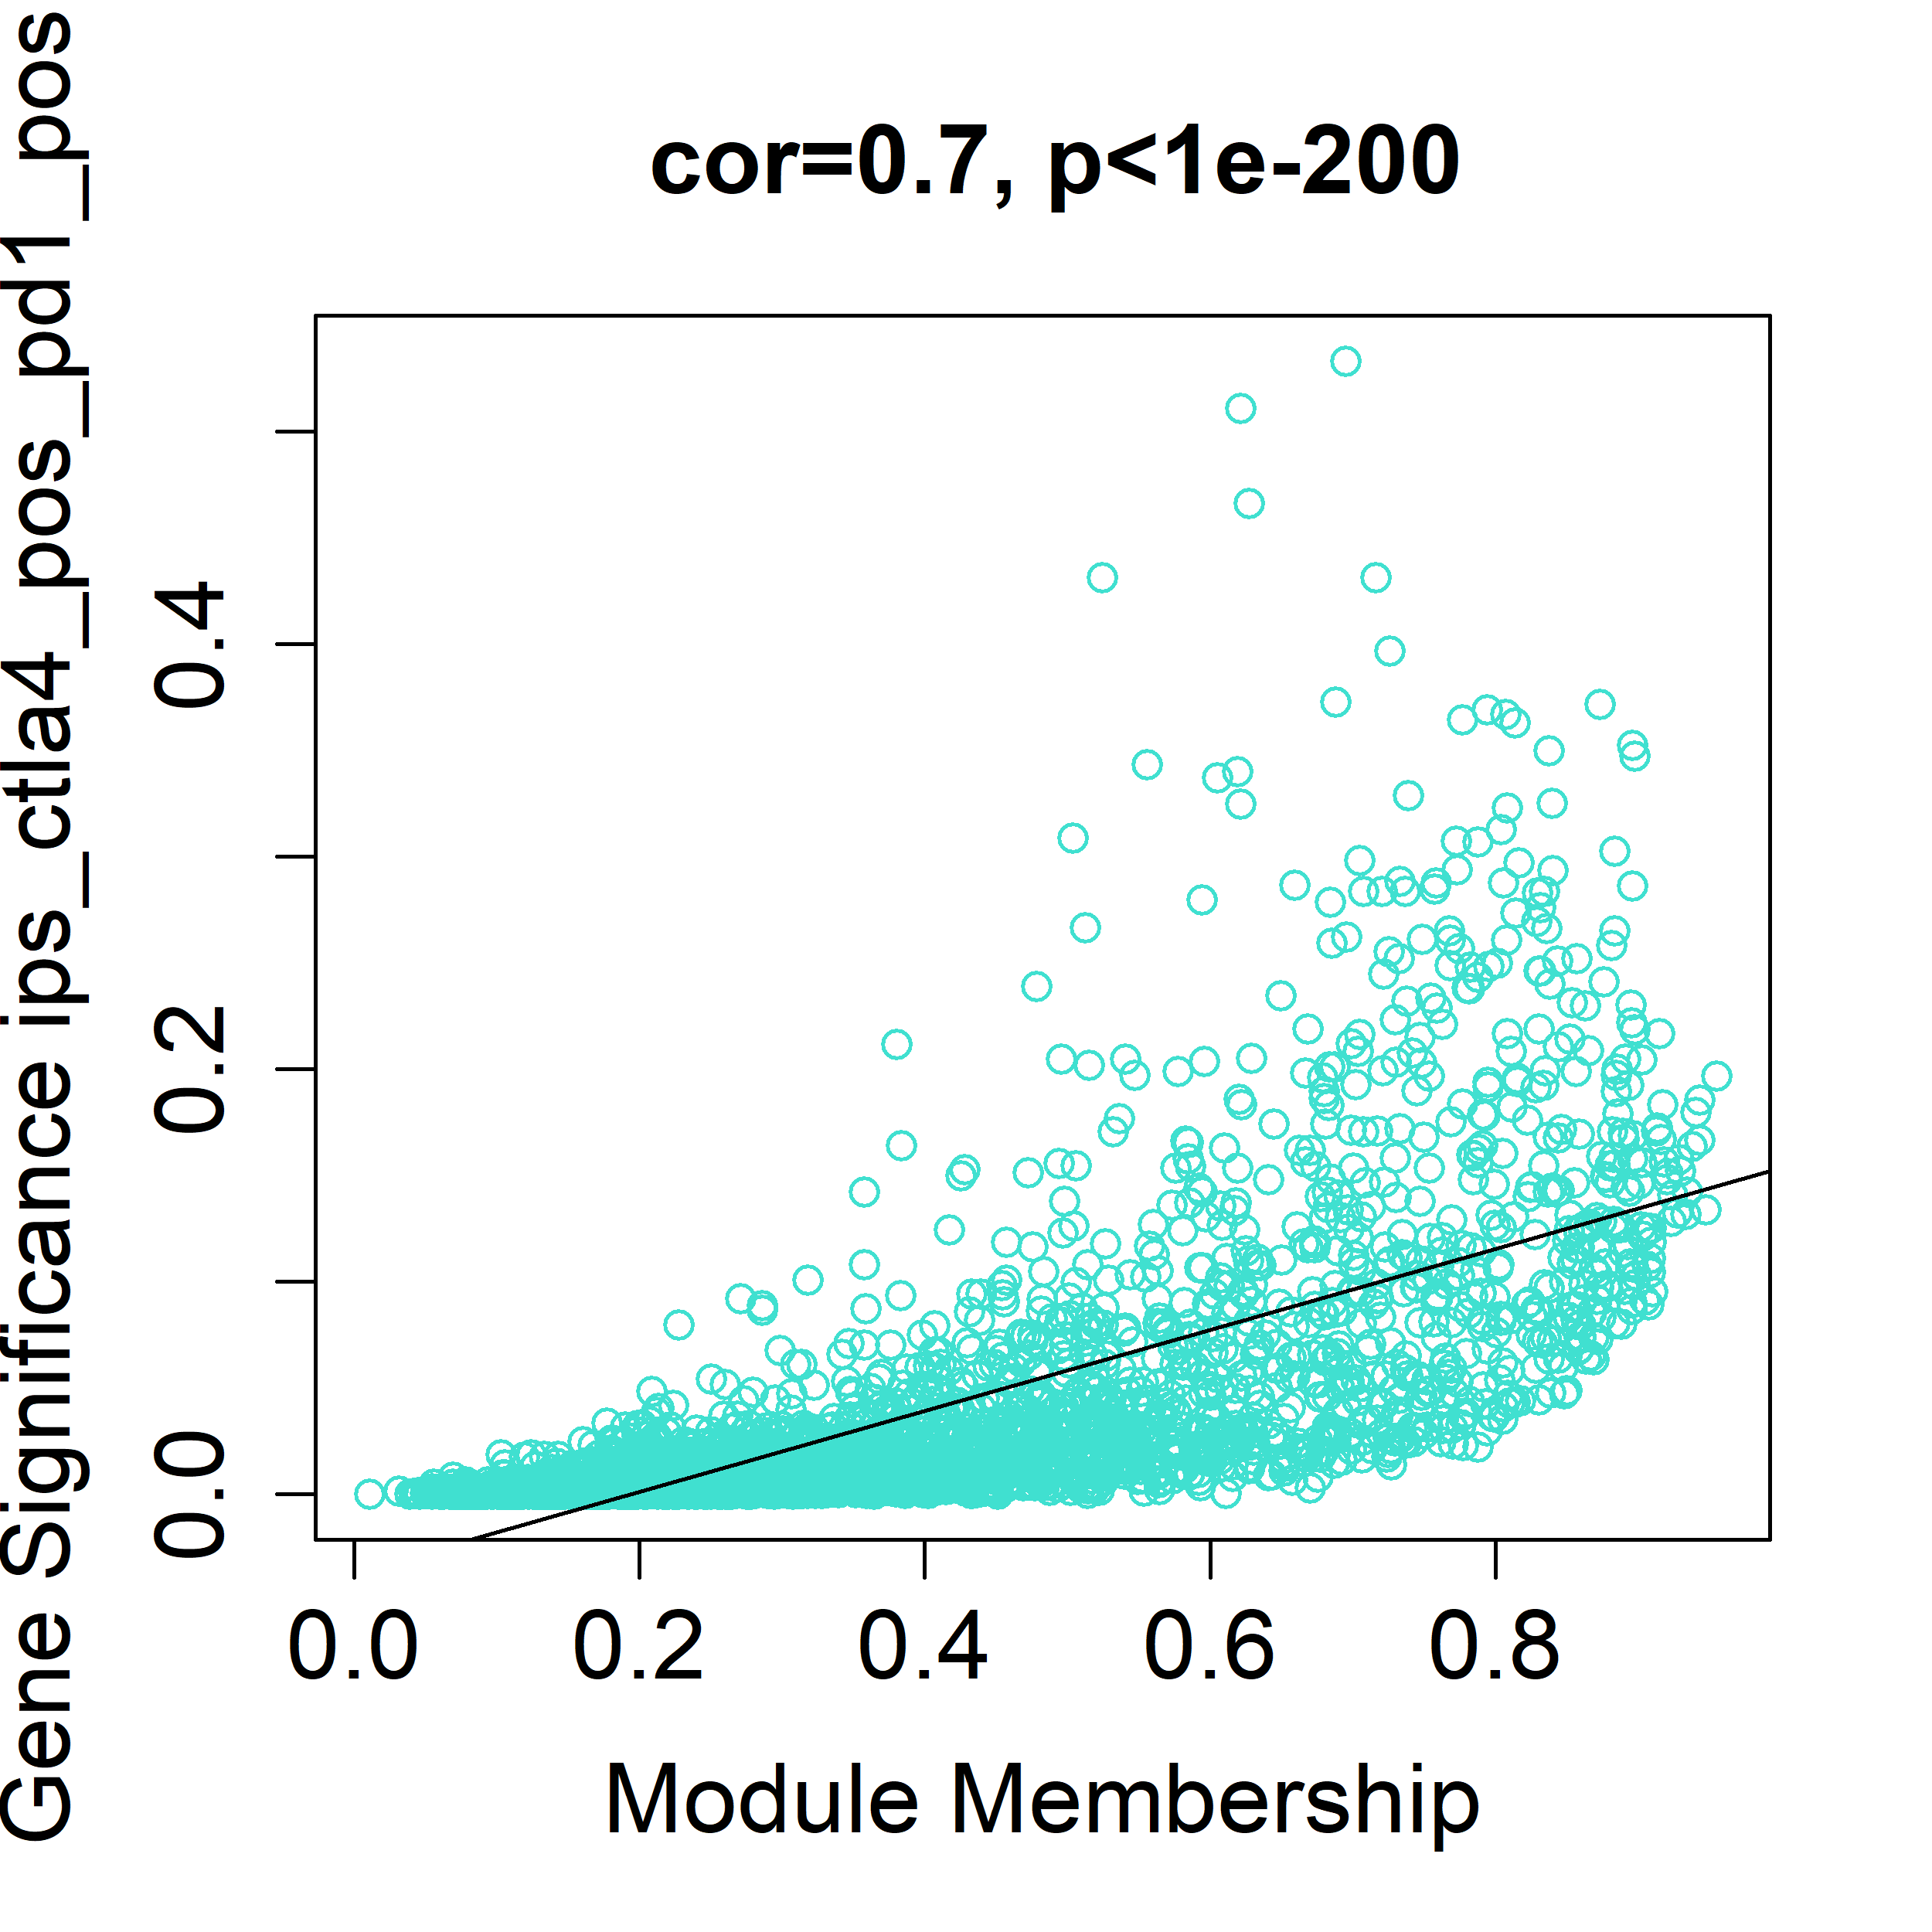 cor=0.7, p<1e-200
Gene Significance ips_ctla4_pos_pd1_pos
0.4
0.2
0.0
0.0 0.2 0.4 0.6 0.8
Module Membership